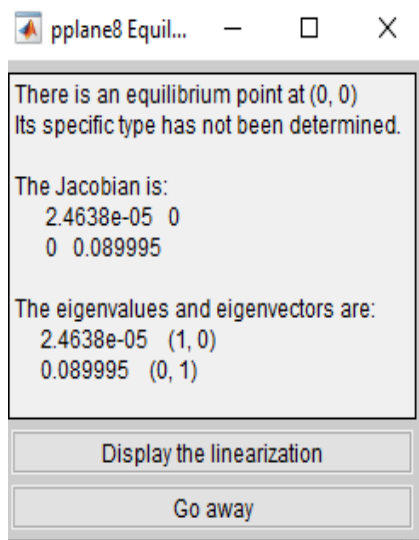 pplane8 Equil...
There is an equilibrium point at (0, 0)
Its specific type has not been determined.
The Jacobian is:
2.4638e-05 0
0 0.089995
The eigenvalues and eigenvectors are:
2.4638e-05 (1, 0)
0.089995 (0, 1)
Display the linearization
Go away